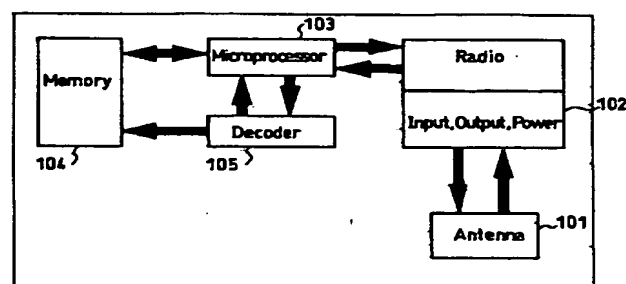 103
Memory
Microprocessor
Radio
102
Decoder
Input,Output,Power
104
105
Antenna
101